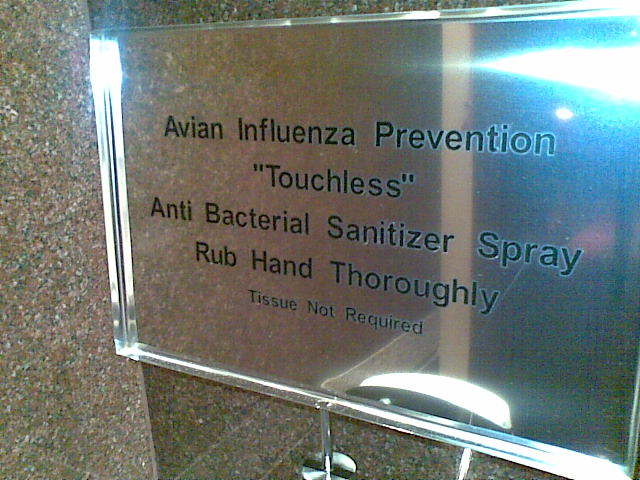 Avian Influenza Prevention
"Touchless"
Anti Bacterial Sanitizer Spray
Rub Hand Thoroughly
Tissue Not Required